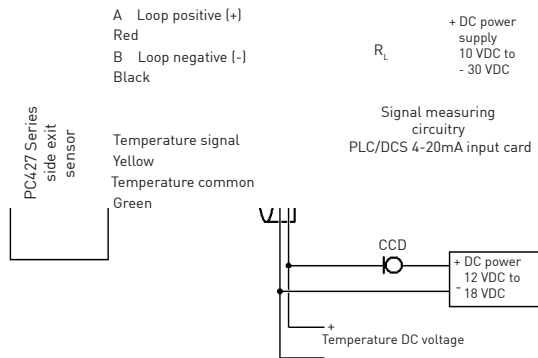 A Loop positive (+)
Red
B Loop negative (-)
Black
R_L
+ DC power
supply
10 VDC to
- 30 VDC
PC427 Series
side exit
sensor
Signal measuring
circuitry
PLC/DCS 4-20mA input card
Temperature signal
Yellow
Temperature common
Green
CCD
+ DC power
12 VDC to
- 18 VDC
+
Temperature DC voltage